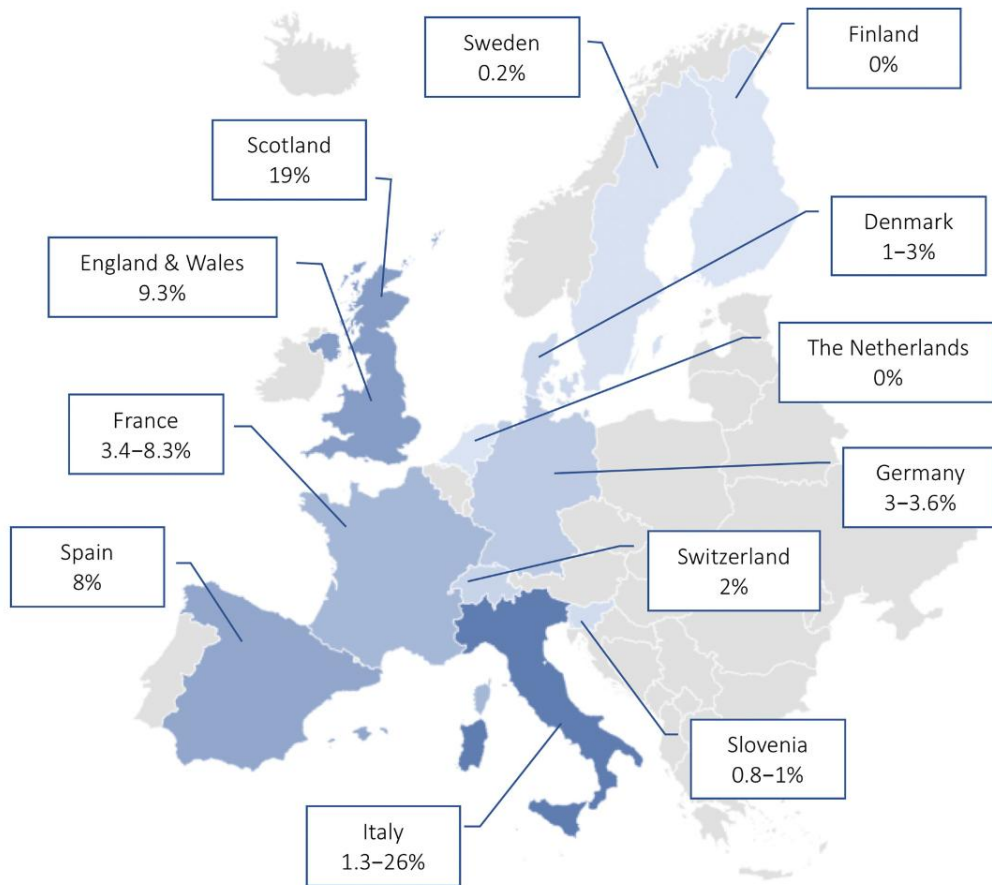 Sweden
0.2%
Finland
0%
Scotland
19%
Denmark
1–3%
England & Wales
9.3%
The Netherlands
0%
France
3.4–8.3%
Germany
3–3.6%
Spain
8%
Switzerland
2%
Slovenia
0.8–1%
Italy
1.3–26%